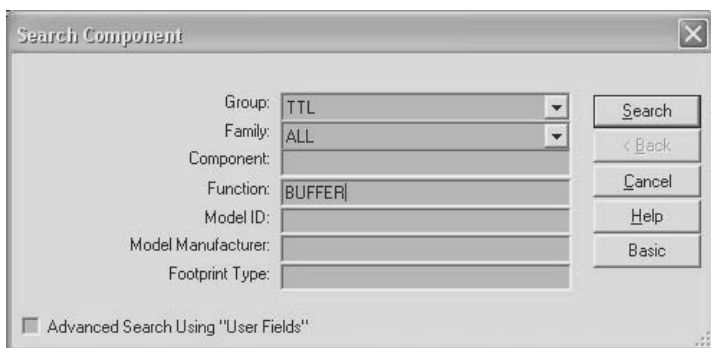 Search Component
Group: TTL
Search
Family: ALL
< Back
Component:
Function: BUFFER
Cancel
Model ID:
Help
Model Manufacturer:
Basic
Footprint Type:
Advanced Search Using "User Fields"